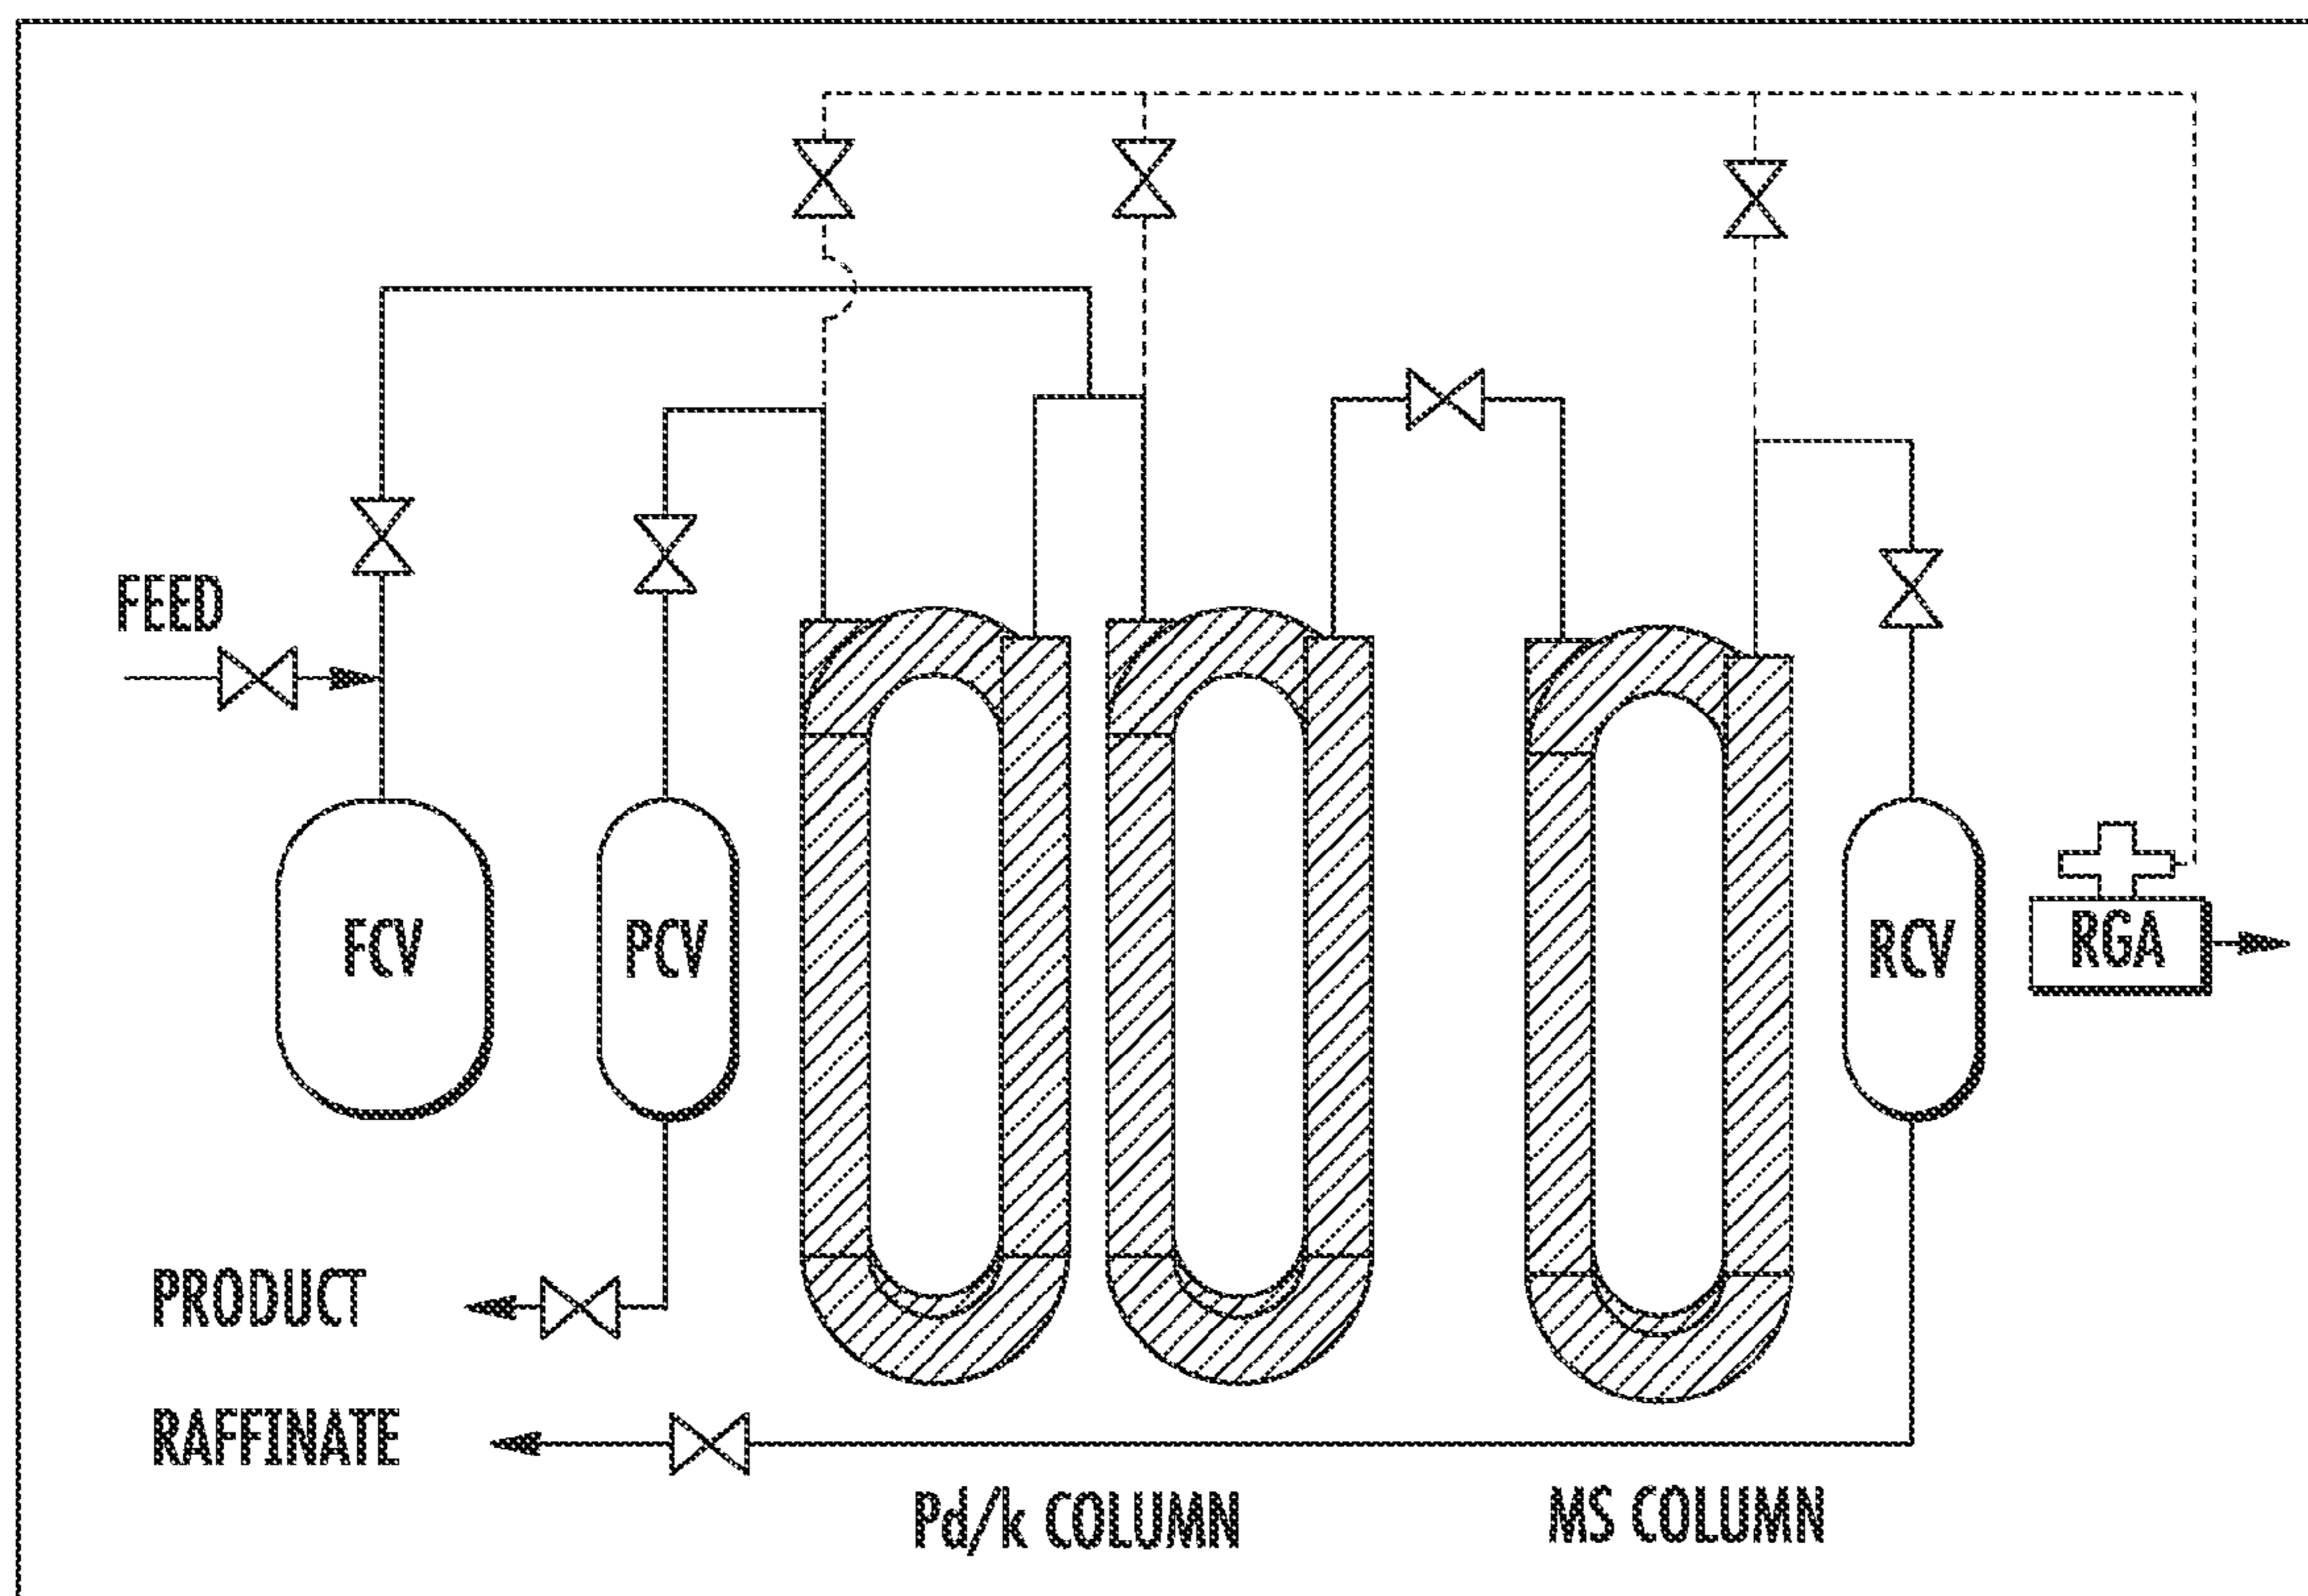 FEED
FCV
PCV
RCV
RGA
PRODUCT
RAFFINATE
Pd/k COLUMN
MS COLUMN